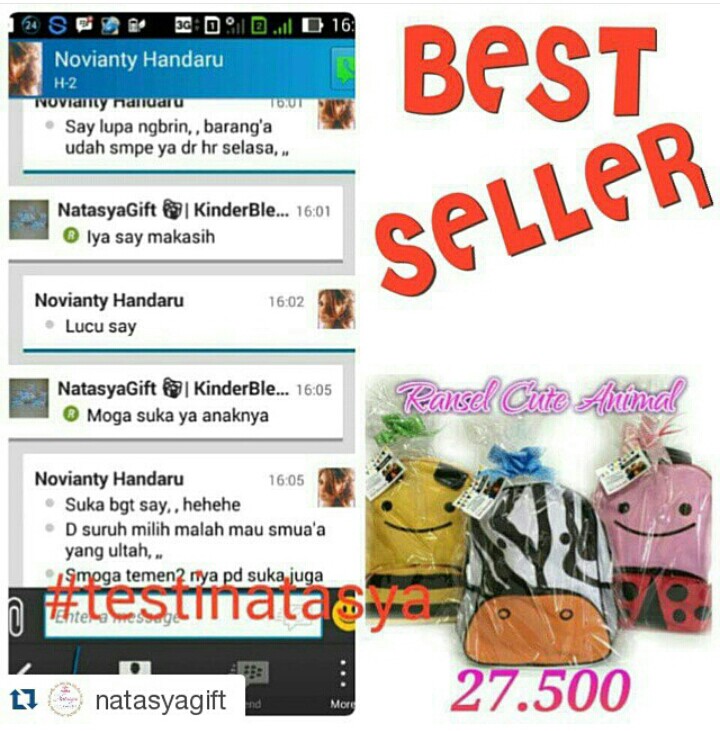 24
3G
1
2
16:
Novianty Handaru
H-2
Novianty Handaru 16:01
Say lupa ngbrin,, barang'a
udah smpe ya dr hr selasa,,,
NatasyaGift | KinderBle... 16:01
R Iya say makasih
Novianty Handaru 16:02
Lucu say
NatasyaGift | KinderBle... 16:05
R Moga suka ya anaknya
Novianty Handaru 16:05
Suka bgt say,, hehehe
D suruh milih malah mau smua'a
yang ultah,,,
Smoga temen2 nya pd suka juga
#testinatasya
Enter a message
More
natasyagift
BEST
SELLER
Ransel Cute Animal
27.500